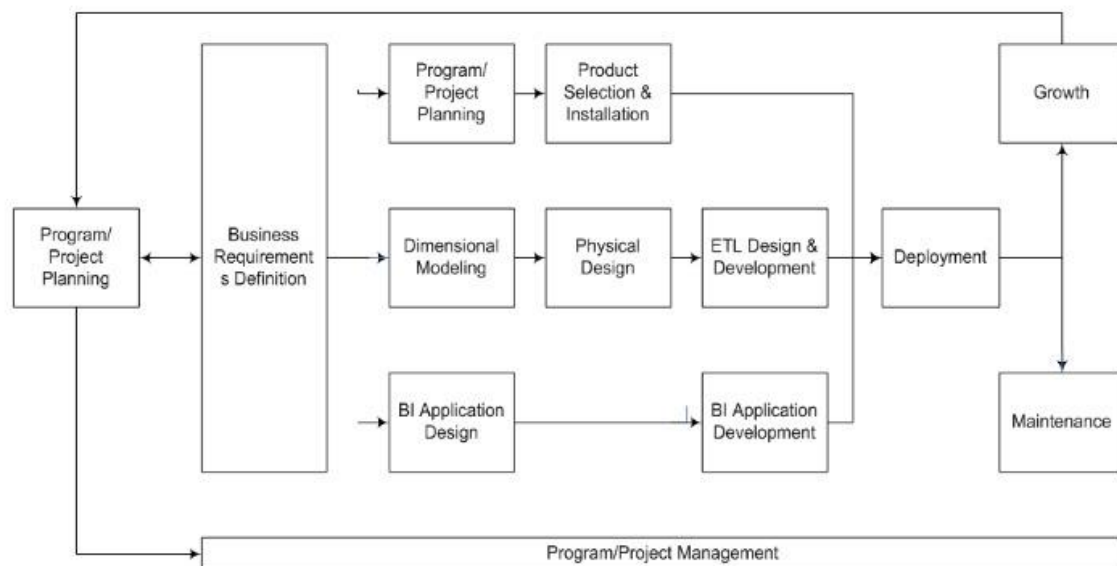 Program/
Project
Planning
Business
Requirement
s Definition
Program/
Project
Planning
Product
Selection &
Installation
Growth
Dimensional
Modeling
Physical
Design
ETL Design &
Development
Deployment
BI Application
Design
BI Application
Development
Maintenance
Program/Project Management